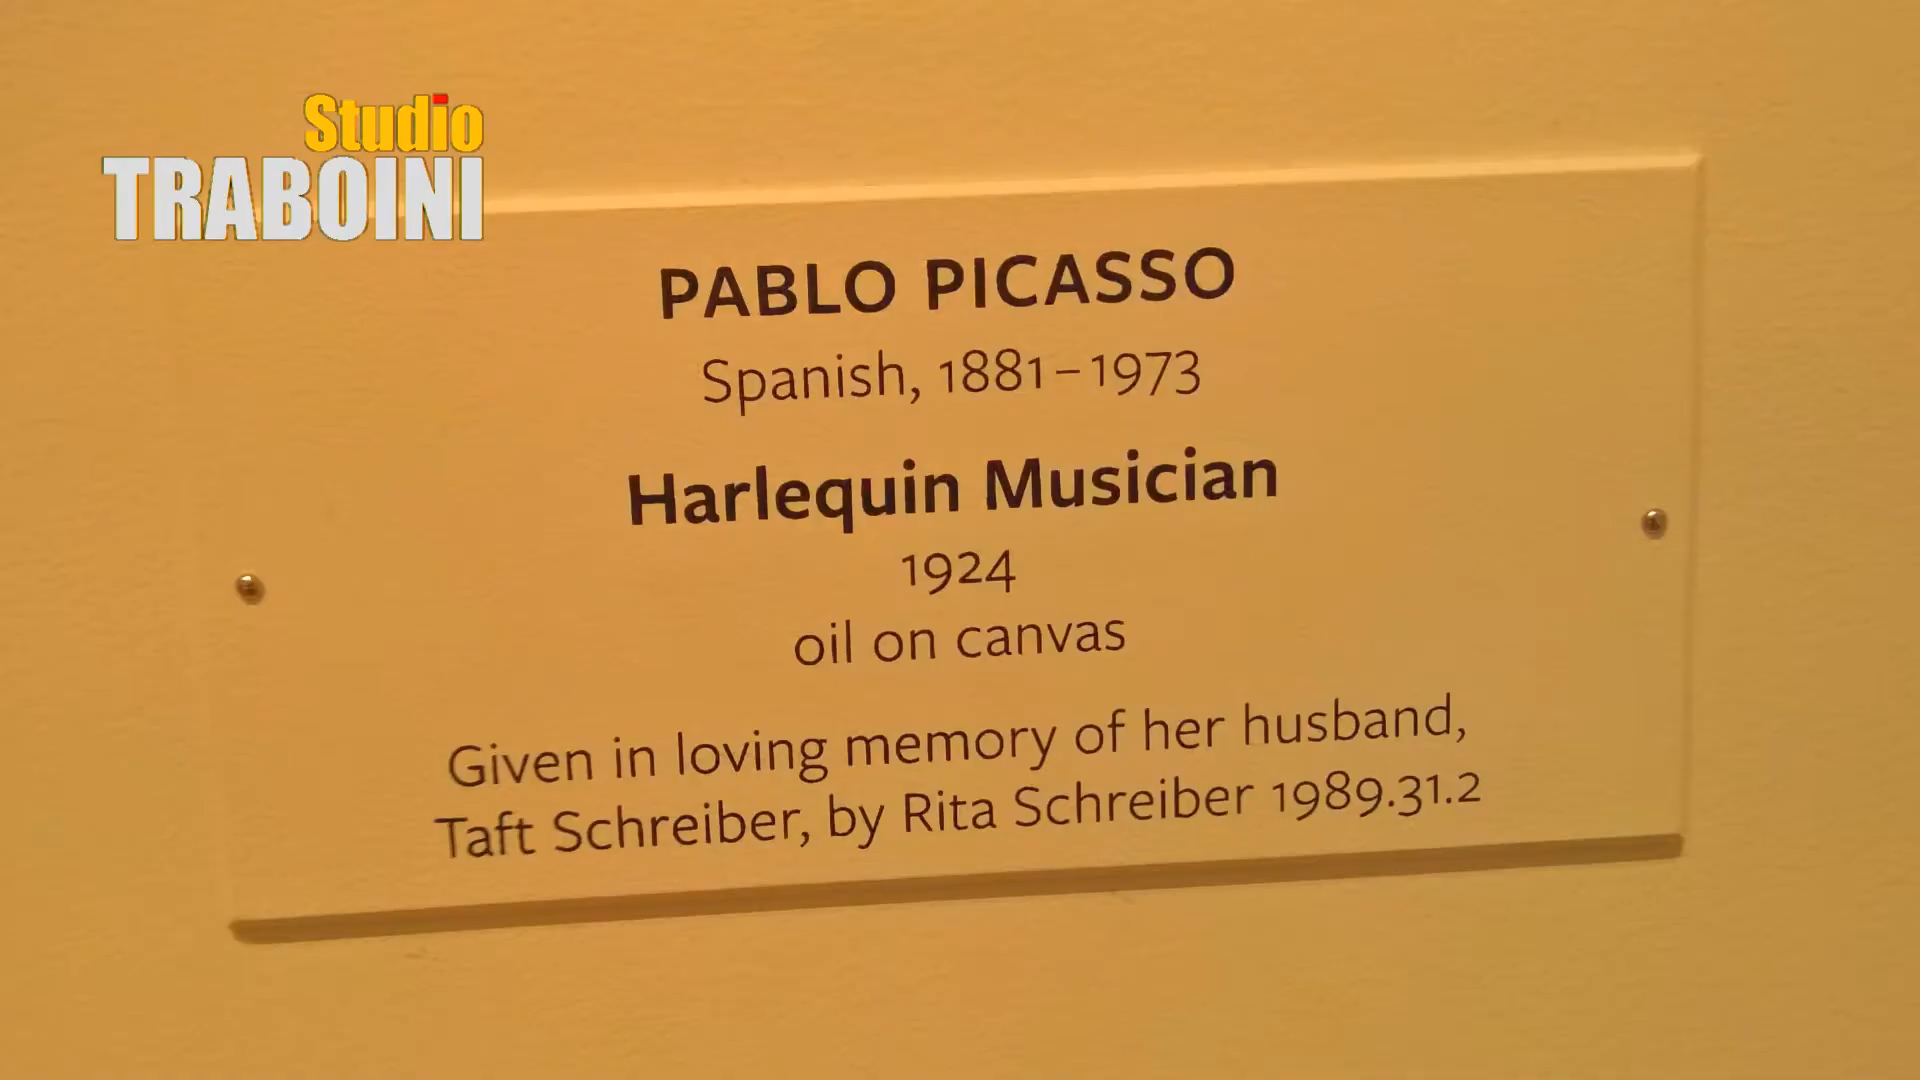 Studio
TRABOINI
PABLO PICASSO
Spanish, 1881–1973
Harlequin Musician
1924
oil on canvas
Given in loving memory of her husband,
Taft Schreiber, by Rita Schreiber 1989.31.2